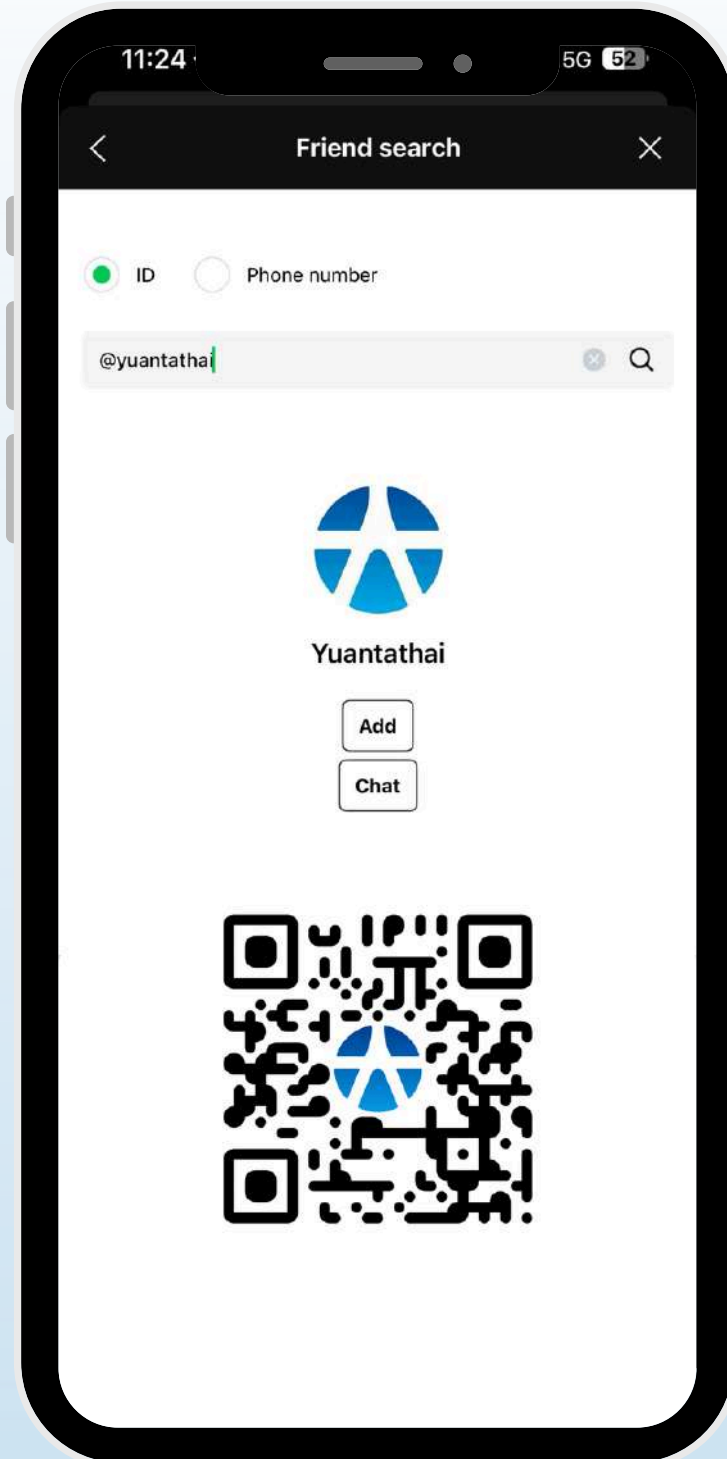 11:24
5G 52
Friend search
ID Phone number
@yuantathai
Yuantathai
Add
Chat